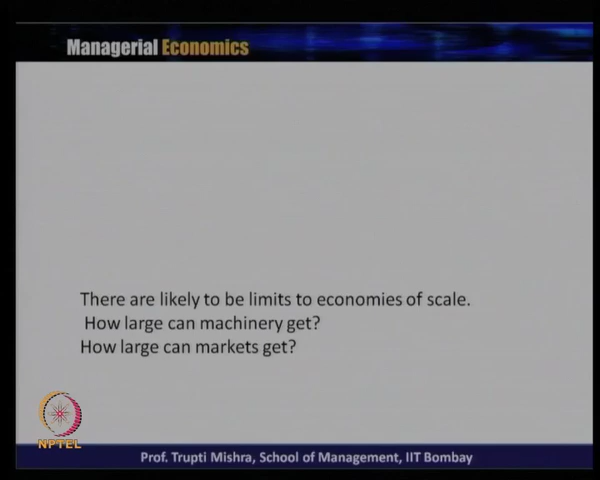 Managerial Economics
There are likely to be limits to economies of scale.
How large can machinery get?
How large can markets get?
NPTEL
Prof. Trupti Mishra, School of Management, IIT Bombay